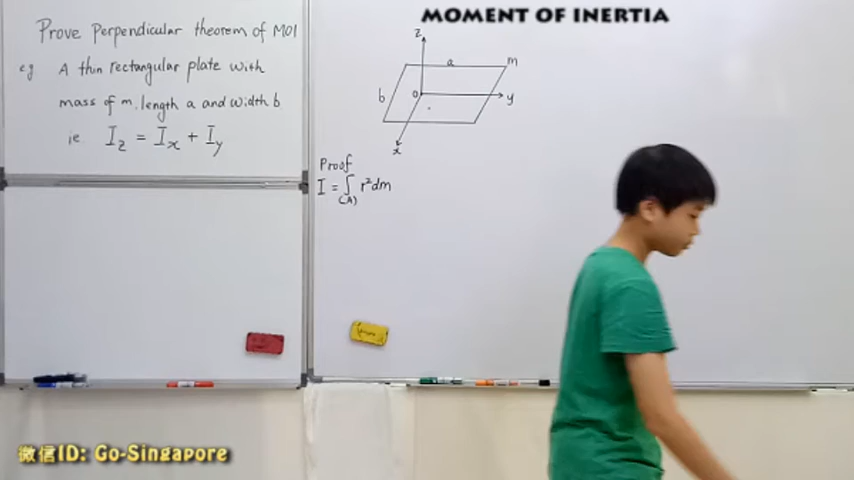 MOMENT OF INERTIA
Prove Perpendicular theorem of MOI
eg A thin rectangular plate with
mass of m, length a and width b
ie I_z = I_x + I_y
z
a
m
b
o
y
x
Proof
I = ∫ r²dm
(A)
微信ID: Go-Singapore